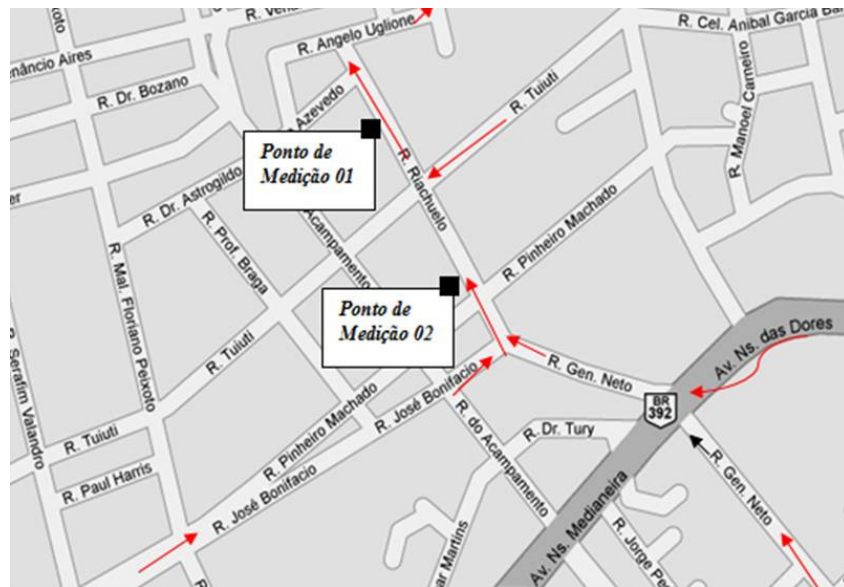 R. Angelo Uglione
R. Cel. Anibal Garcia Ba
enâncio Aires
R. Dr. Bozano
Azevedo
R. Tuiuti
R. Manoel Carneiro
Ponto de
Medição 01
R. Riachuelo
R. Dr. Astrogildo
R. Prof. Braga
Acampamento
R. Pinheiro Machado
R. Mal. Floriano Peixoto
Ponto de
Medição 02
Av. Ns. das Dores
R. Tuiuti
R. Serafim Valandro
R. Gen. Neto
BR
392
R. Pinheiro Machado
R. José Bonifacio
R. Dr. Tury
R. Tuiuti
R. Paul Harris
R. do Acampamento
R. Gen. Neto
R. José Bonifacio
Av. Ns. Medianeira
ar Martins
R. Jorge Pe